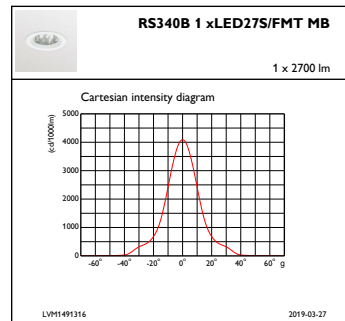 RS340B 1 xLED27S/FMT MB
1 x 2700 lm
Cartesian intensity diagram
(cd/1000lm)
5000
4000
3000
2000
1000
0
-60° -40° -20° 0° 20° 40° 60° g
LVM1491316 2019-03-27